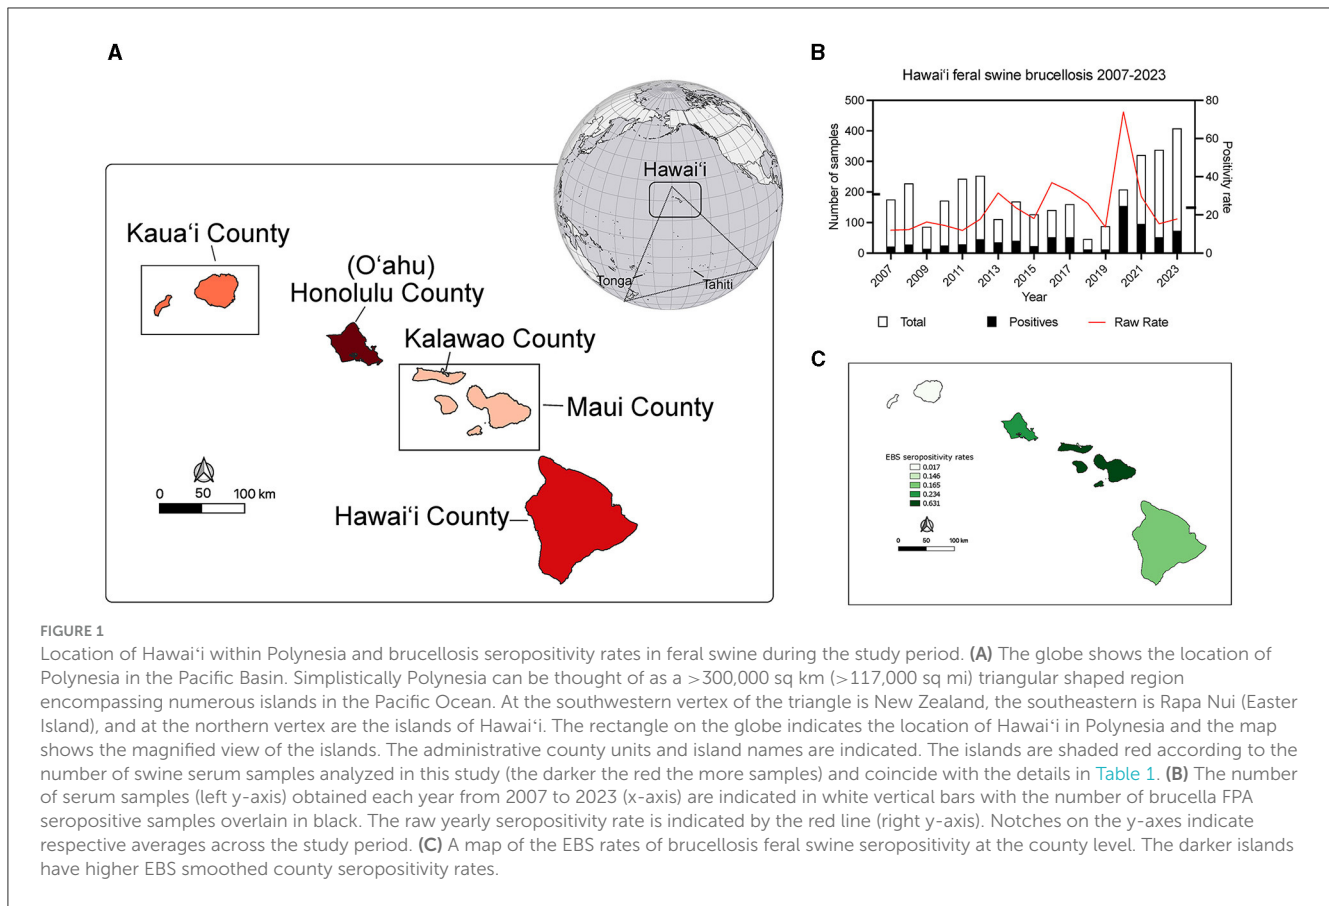 A
Hawaiʻi
Tonga
Tahiti
Kauaʻi County
(Oʻahu)
Honolulu County
Kalawao County
Maui County
Hawaiʻi County
0 50 100 km
B
Hawaiʻi feral swine brucellosis 2007-2023
Number of samples
500
400
300
200
100
0
Positivity rate
80
60
40
20
0
2007 2009 2011 2013 2015 2017 2019 2021 2023
Year
Total Positives Raw Rate
C
EBS seropositivity rates
0.017
0.146
0.165
0.234
0.631
0 50 100 km
FIGURE 1
Location of Hawaiʻi within Polynesia and brucellosis seropositivity rates in feral swine during the study period. (A) The globe shows the location of
Polynesia in the Pacific Basin. Simplistically Polynesia can be thought of as a >300,000 sq km (>117,000 sq mi) triangular shaped region
encompassing numerous islands in the Pacific Ocean. At the southwestern vertex of the triangle is New Zealand, the southeastern is Rapa Nui (Easter
Island), and at the northern vertex are the islands of Hawaiʻi. The rectangle on the globe indicates the location of Hawaiʻi in Polynesia and the map
shows the magnified view of the islands. The administrative county units and island names are indicated. The islands are shaded red according to the
number of swine serum samples analyzed in this study (the darker the red the more samples) and coincide with the details in Table 1. (B) The number
of serum samples (left y-axis) obtained each year from 2007 to 2023 (x-axis) are indicated in white vertical bars with the number of brucella FPA
seropositive samples overlain in black. The raw yearly seropositivity rate is indicated by the red line (right y-axis). Notches on the y-axes indicate
respective averages across the study period. (C) A map of the EBS rates of brucellosis feral swine seropositivity at the county level. The darker islands
have higher EBS smoothed county seropositivity rates.